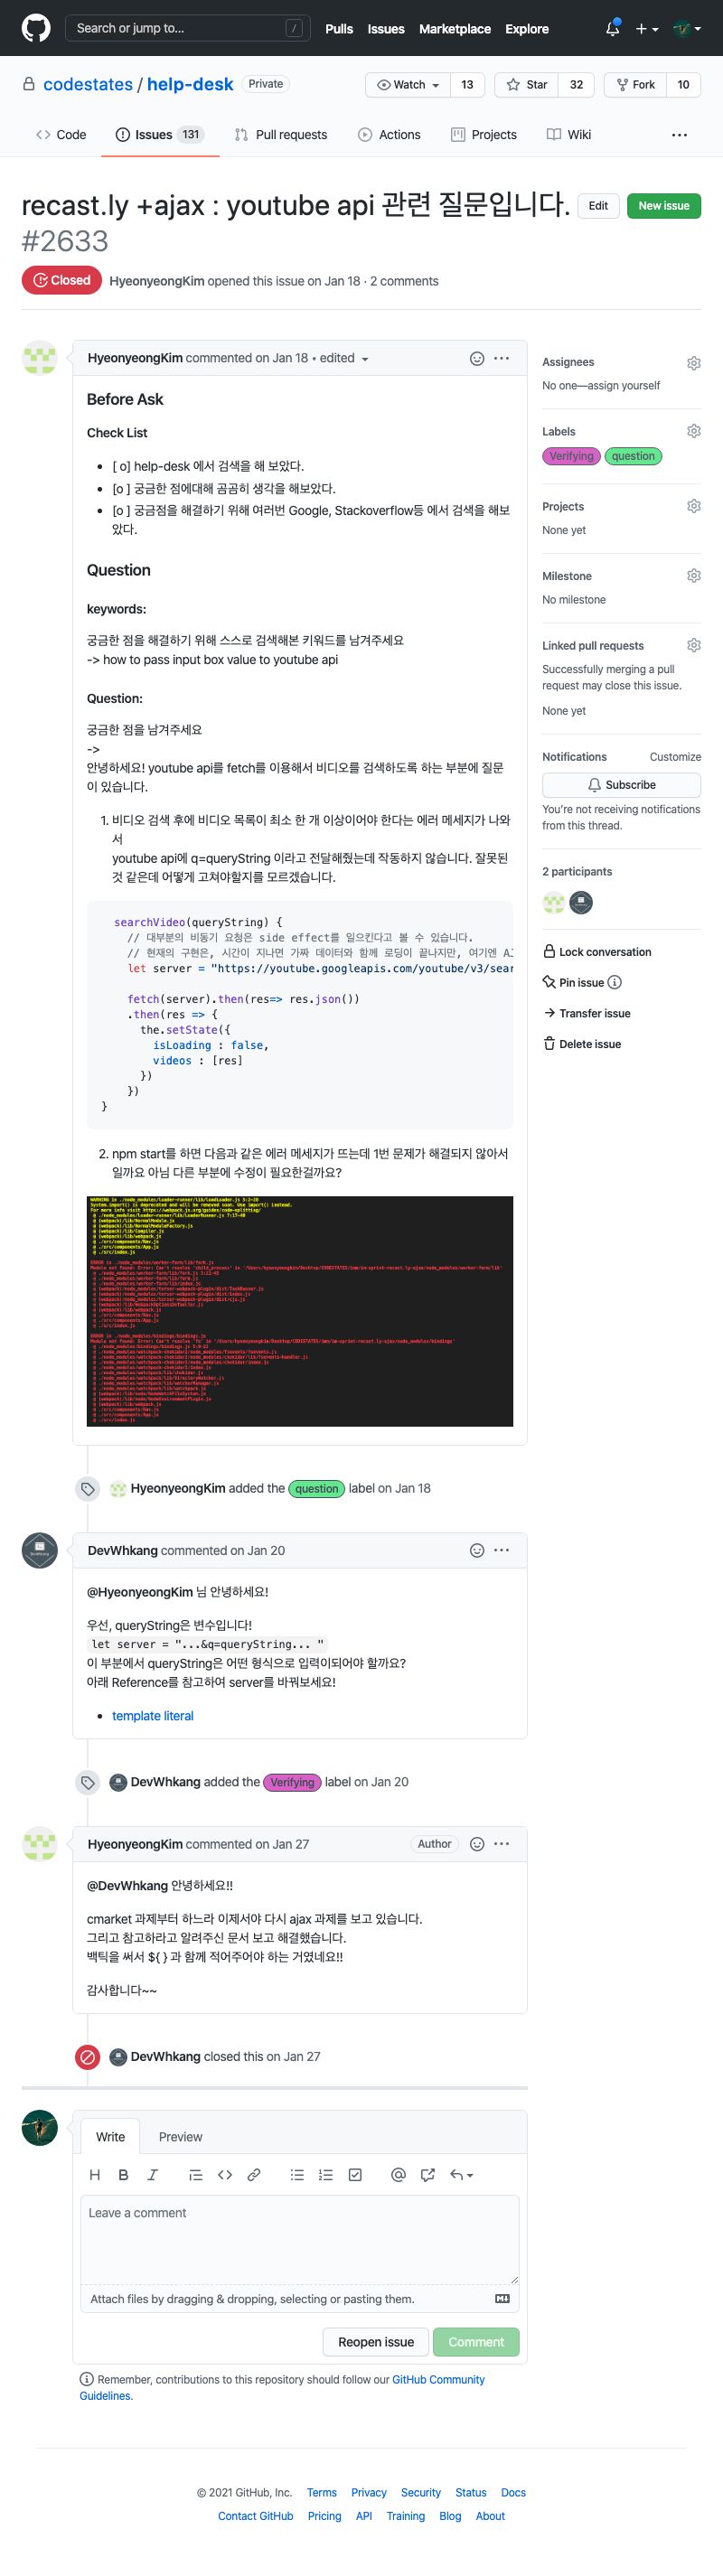 Search or jump to...
/
Pulls Issues Marketplace Explore
codestates / help-desk Private
Watch 13 Star 32 Fork 10
Code Issues 131 Pull requests Actions Projects Wiki
recast.ly +ajax : youtube api 관련 질문입니다.
#2633
Edit New issue
Closed HyeonyeongKim opened this issue on Jan 18 · 2 comments
HyeonyeongKim commented on Jan 18 • edited
Before Ask
Check List
• [ o] help-desk 에서 검색을 해 보았다.
• [o ] 궁금한 점에대해 곰곰히 생각을 해보았다.
• [o ] 궁금점을 해결하기 위해 여러번 Google, Stackoverflow등 에서 검색을 해보
았다.
Question
keywords:
궁금한 점을 해결하기 위해 스스로 검색해본 키워드를 남겨주세요
-> how to pass input box value to youtube api
Question:
궁금한 점을 남겨주세요
->
안녕하세요! youtube api를 fetch를 이용해서 비디오를 검색하도록 하는 부분에 질문
이 있습니다.
1. 비디오 검색 후에 비디오 목록이 최소 한 개 이상이어야 한다는 에러 메세지가 나와
서
youtube api에 q=queryString 이라고 전달해줬는데 작동하지 않습니다. 잘못된
것 같은데 어떻게 고쳐야할지를 모르겠습니다.
searchVideo(queryString) {
// 대부분의 비동기 요청은 side effect를 일으킨다고 볼 수 있습니다.
// 현재의 구현은, 시간이 지나면 가짜 데이터와 함께 로딩이 끝나지만, 여기엔 AJ
let server = "https://youtube.googleapis.com/youtube/v3/sear
fetch(server).then(res=> res.json())
.then(res => {
the.setState({
isLoading : false,
videos : [res]
})
})
}
2. npm start를 하면 다음과 같은 에러 메세지가 뜨는데 1번 문제가 해결되지 않아서
일까요 아님 다른 부분에 수정이 필요한걸까요?
HyeonyeongKim added the question label on Jan 18
DevWhkang commented on Jan 20
@HyeonyeongKim 님 안녕하세요!
우선, queryString은 변수입니다!
let server = "...&q=queryString... "
이 부분에서 queryString은 어떤 형식으로 입력이되어야 할까요?
아래 Reference를 참고하여 server를 바꿔보세요!
• template literal
DevWhkang added the Verifying label on Jan 20
HyeonyeongKim commented on Jan 27 Author
@DevWhkang 안녕하세요!!
cmarket 과제부터 하느라 이제서야 다시 ajax 과제를 보고 있습니다.
그리고 참고하라고 알려주신 문서 보고 해결했습니다.
백틱을 써서 ${ } 과 함께 적어주어야 하는 거였네요!!
감사합니다~~
DevWhkang closed this on Jan 27
Write Preview
Leave a comment
Attach files by dragging & dropping, selecting or pasting them.
Reopen issue Comment
Remember, contributions to this repository should follow our GitHub Community
Guidelines.
Assignees
No one—assign yourself
Labels
Verifying question
Projects
None yet
Milestone
No milestone
Linked pull requests
Successfully merging a pull
request may close this issue.
None yet
Notifications Customize
Subscribe
You're not receiving notifications
from this thread.
2 participants
Lock conversation
Pin issue
Transfer issue
Delete issue
© 2021 GitHub, Inc. Terms Privacy Security Status Docs
Contact GitHub Pricing API Training Blog About